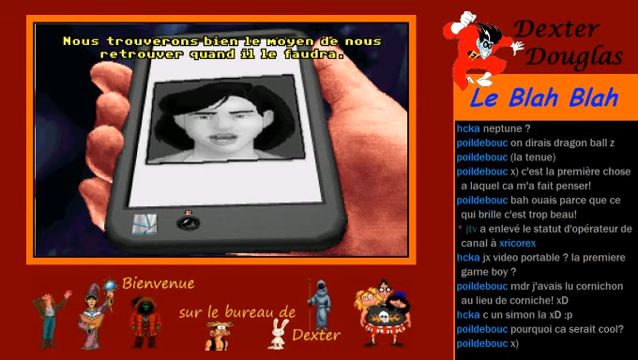 Nous trouverons bien le moyen de nous
retrouver quand il le faudra.
Dexter
Douglas
Le Blah Blah
hcka neptune ?
poildebouc on dirais dragon ball z
poildebouc (la tenue)
poildebouc x) c'est la première chose
a laquel ca m'a fait penser!
poildebouc bah ouais parce que ce
qui brille c'est trop beau!
* jtv a enlevé le statut d'opérateur de
canal à xricorex
hcka jx video portable ? la premiere
game boy ?
poildebouc mdr j'avais lu cornichon
au lieu de corniche! xD
hcka c un simon la xD :p
poildebouc pourquoi ca serait cool?
poildebouc x)
Bienvenue
sur le bureau de
Dexter